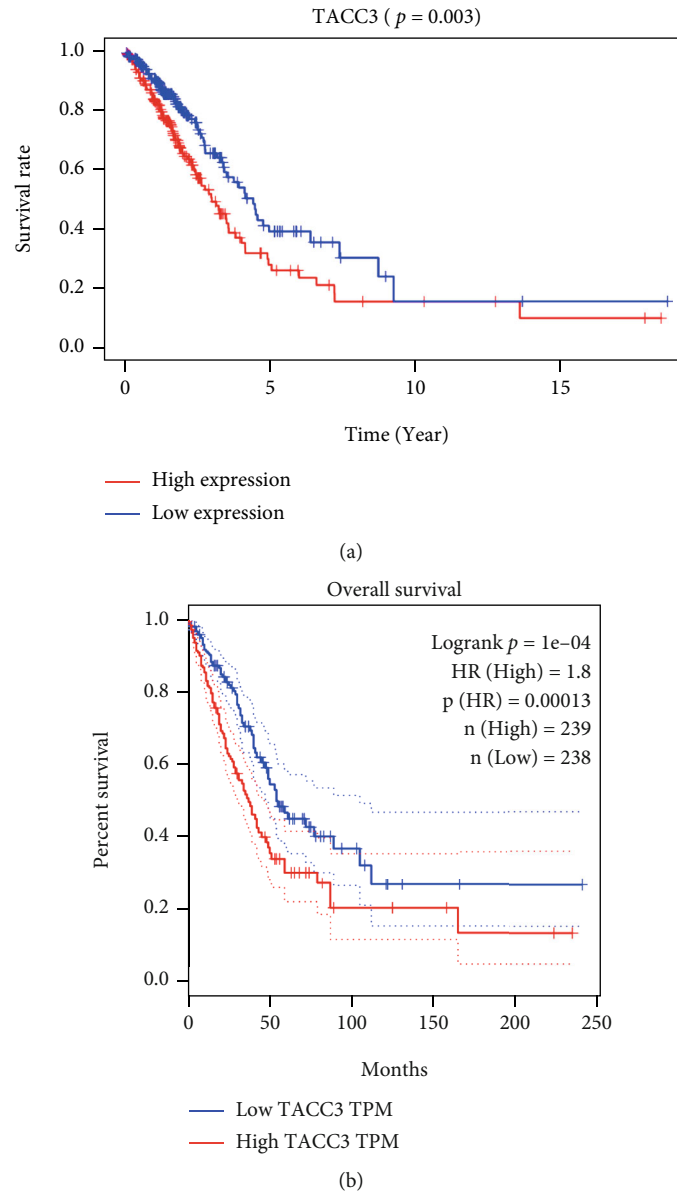 TACC3 ( p = 0.003)
1.0
0.8
0.6
0.4
0.2
0.0
Survival rate
0 5 10 15
Time (Year)
High expression
Low expression
(a)
Overall survival
1.0
0.8
0.6
0.4
0.2
0.0
Percent survival
Logrank p = 1e–04
HR (High) = 1.8
p (HR) = 0.00013
n (High) = 239
n (Low) = 238
0 50 100 150 200 250
Months
Low TACC3 TPM
High TACC3 TPM
(b)